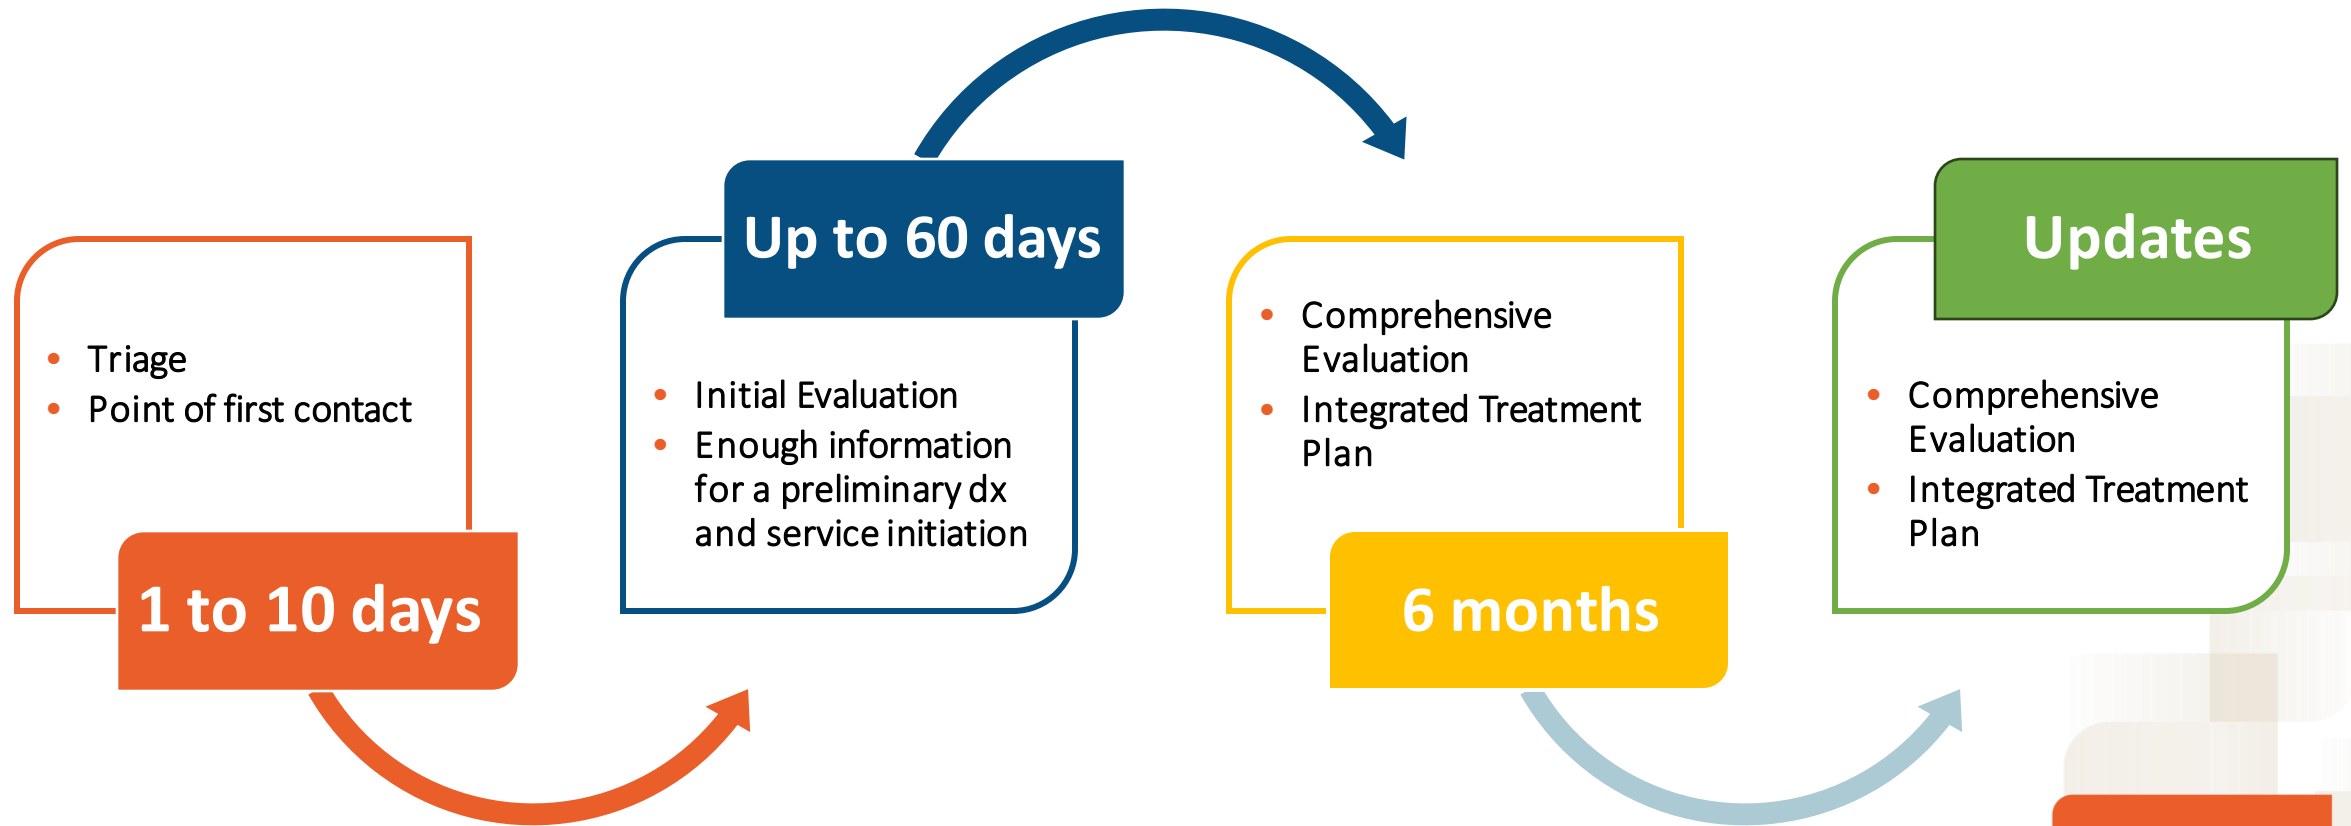 • Triage
• Point of first contact
1 to 10 days
Up to 60 days
• Initial Evaluation
• Enough information
for a preliminary dx
and service initiation
• Comprehensive
Evaluation
• Integrated Treatment
Plan
6 months
Updates
• Comprehensive
Evaluation
• Integrated Treatment
Plan